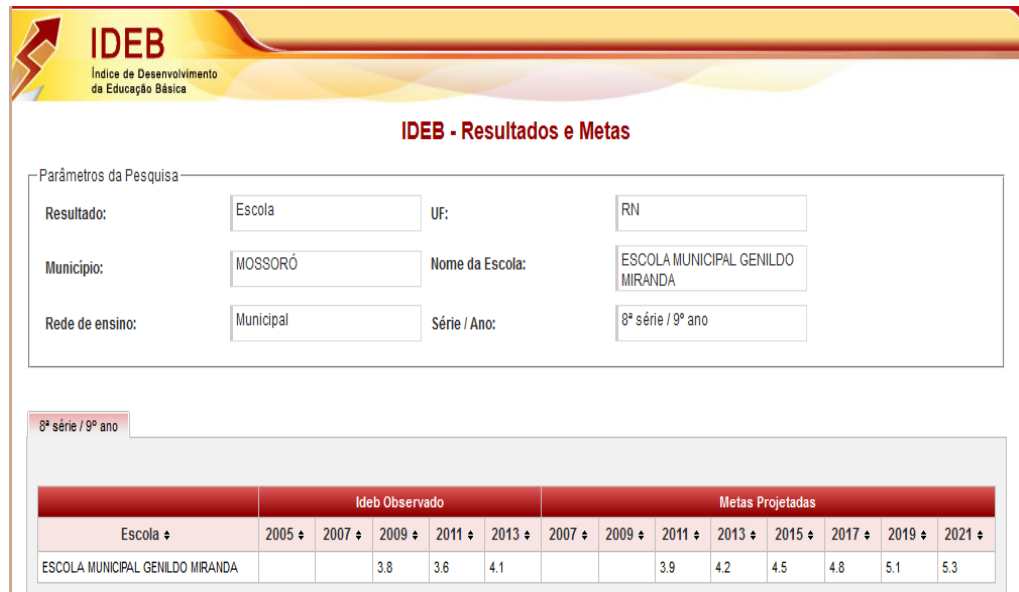 IDEB
Índice de Desenvolvimento
da Educação Básica
IDEB - Resultados e Metas
Parâmetros da Pesquisa
Resultado: Escola UF: RN
Município: MOSSORÓ Nome da Escola: ESCOLA MUNICIPAL GENILDO
MIRANDA
Rede de ensino: Municipal Série / Ano: 8ª série / 9º ano
8ª série / 9º ano
Ideb Observado Metas Projetadas
Escola 2005 2007 2009 2011 2013 2007 2009 2011 2013 2015 2017 2019 2021
ESCOLA MUNICIPAL GENILDO MIRANDA 3.8 3.6 4.1 3.9 4.2 4.5 4.8 5.1 5.3